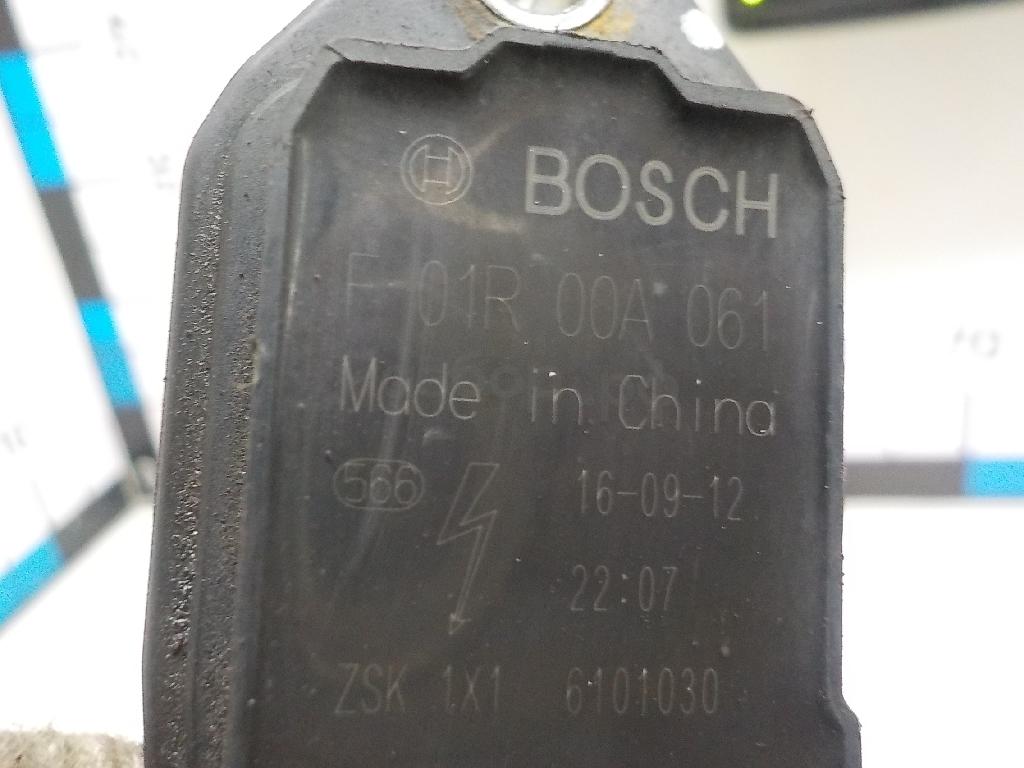 BOSCH
F 01R 00A 061
Made in China
566 16-09-12
22:07
ZSK 1X1 6101030